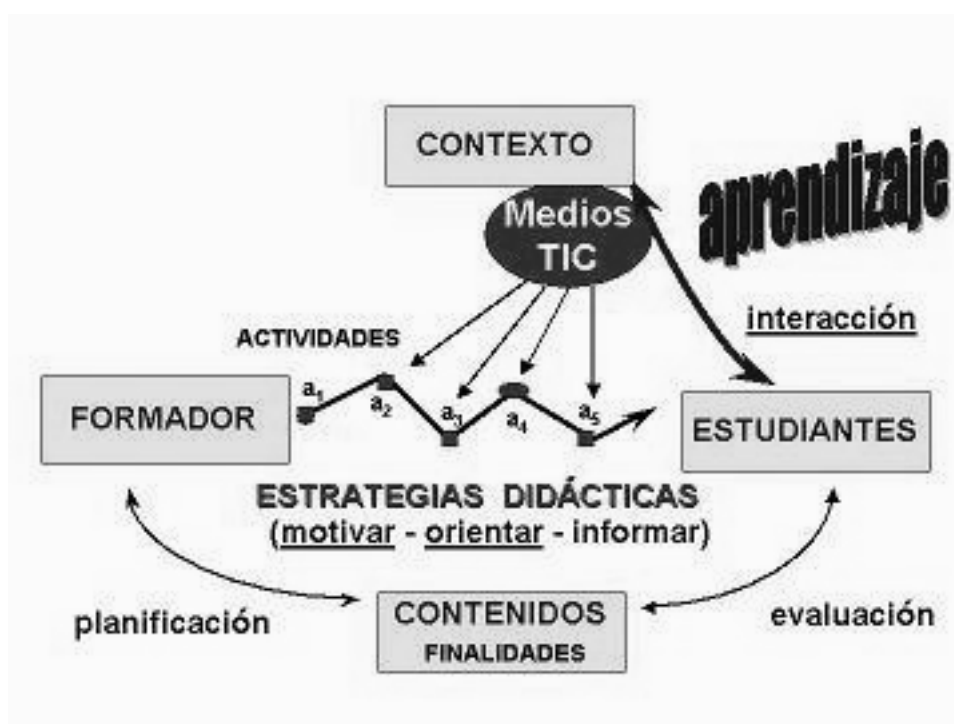 CONTEXTO
aprendizaje
Medios
TIC
interacción
ACTIVIDADES
a1
a2
a3
a4
a5
FORMADOR
ESTUDIANTES
ESTRATEGIAS DIDÁCTICAS
(motivar - orientar - informar)
planificación
CONTENIDOS
FINALIDADES
evaluación